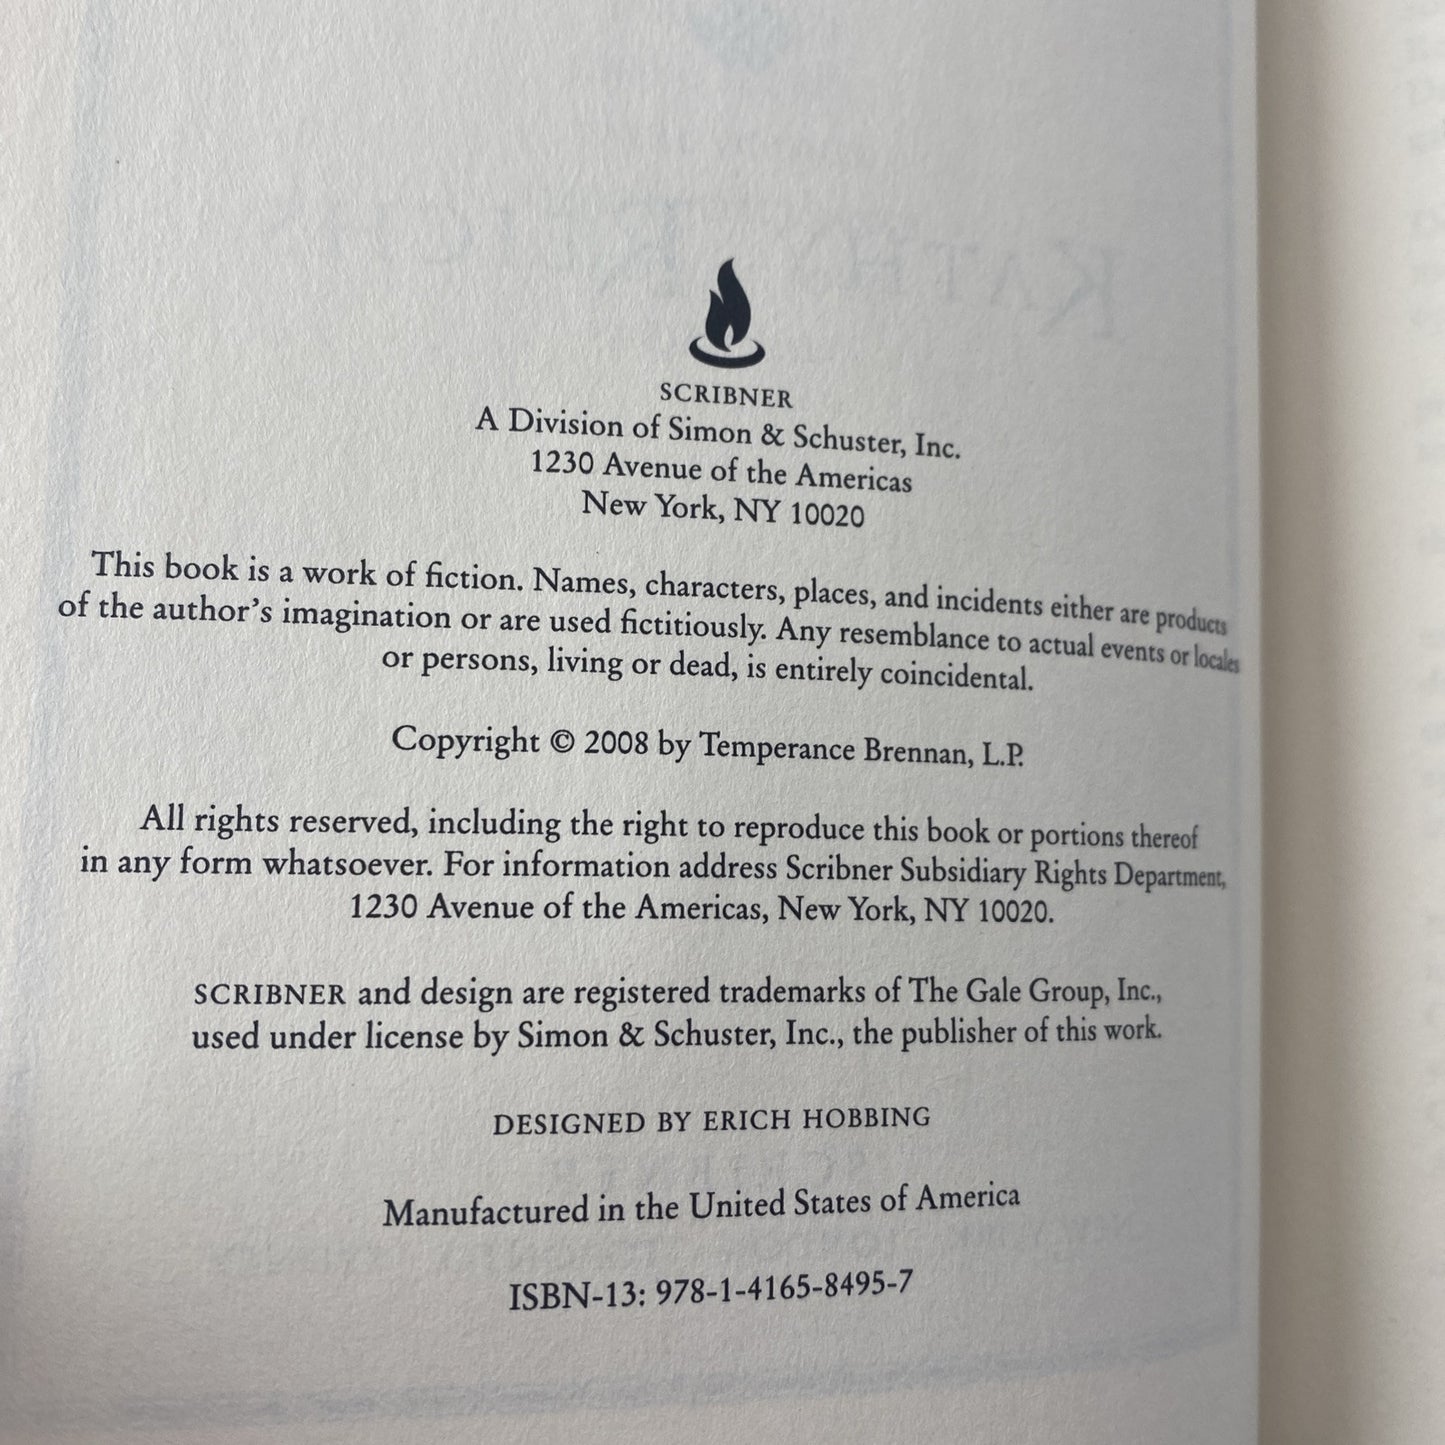 SCRIBNER
A Division of Simon & Schuster, Inc.
1230 Avenue of the Americas
New York, NY 10020
This book is a work of fiction. Names, characters, places, and incidents either are products
of the author's imagination or are used fictitiously. Any resemblance to actual events or locales
or persons, living or dead, is entirely coincidental.
Copyright © 2008 by Temperance Brennan, L.P.
All rights reserved, including the right to reproduce this book or portions thereof
in any form whatsoever. For information address Scribner Subsidiary Rights Department,
1230 Avenue of the Americas, New York, NY 10020.
SCRIBNER and design are registered trademarks of The Gale Group, Inc.,
used under license by Simon & Schuster, Inc., the publisher of this work.
DESIGNED BY ERICH HOBBING
Manufactured in the United States of America
ISBN-13: 978-1-4165-8495-7